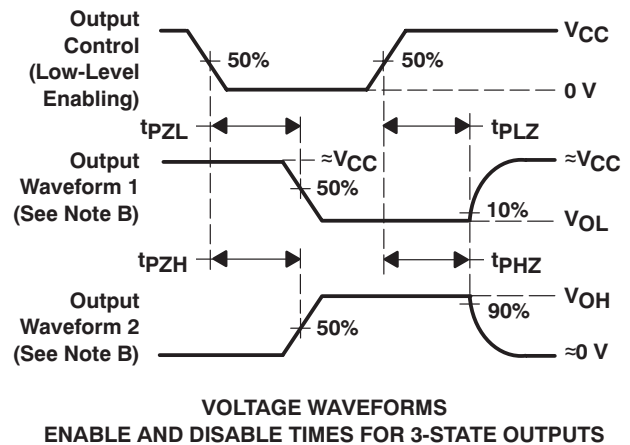 Output
Control
(Low-Level
Enabling)
50%
50%
VCC
0 V
tPZL
tPLZ
Output
Waveform 1
(See Note B)
≈VCC
50%
≈VCC
10%
VOL
tPZH
tPHZ
Output
Waveform 2
(See Note B)
50%
VOH
90%
≈0 V
VOLTAGE WAVEFORMS
ENABLE AND DISABLE TIMES FOR 3-STATE OUTPUTS